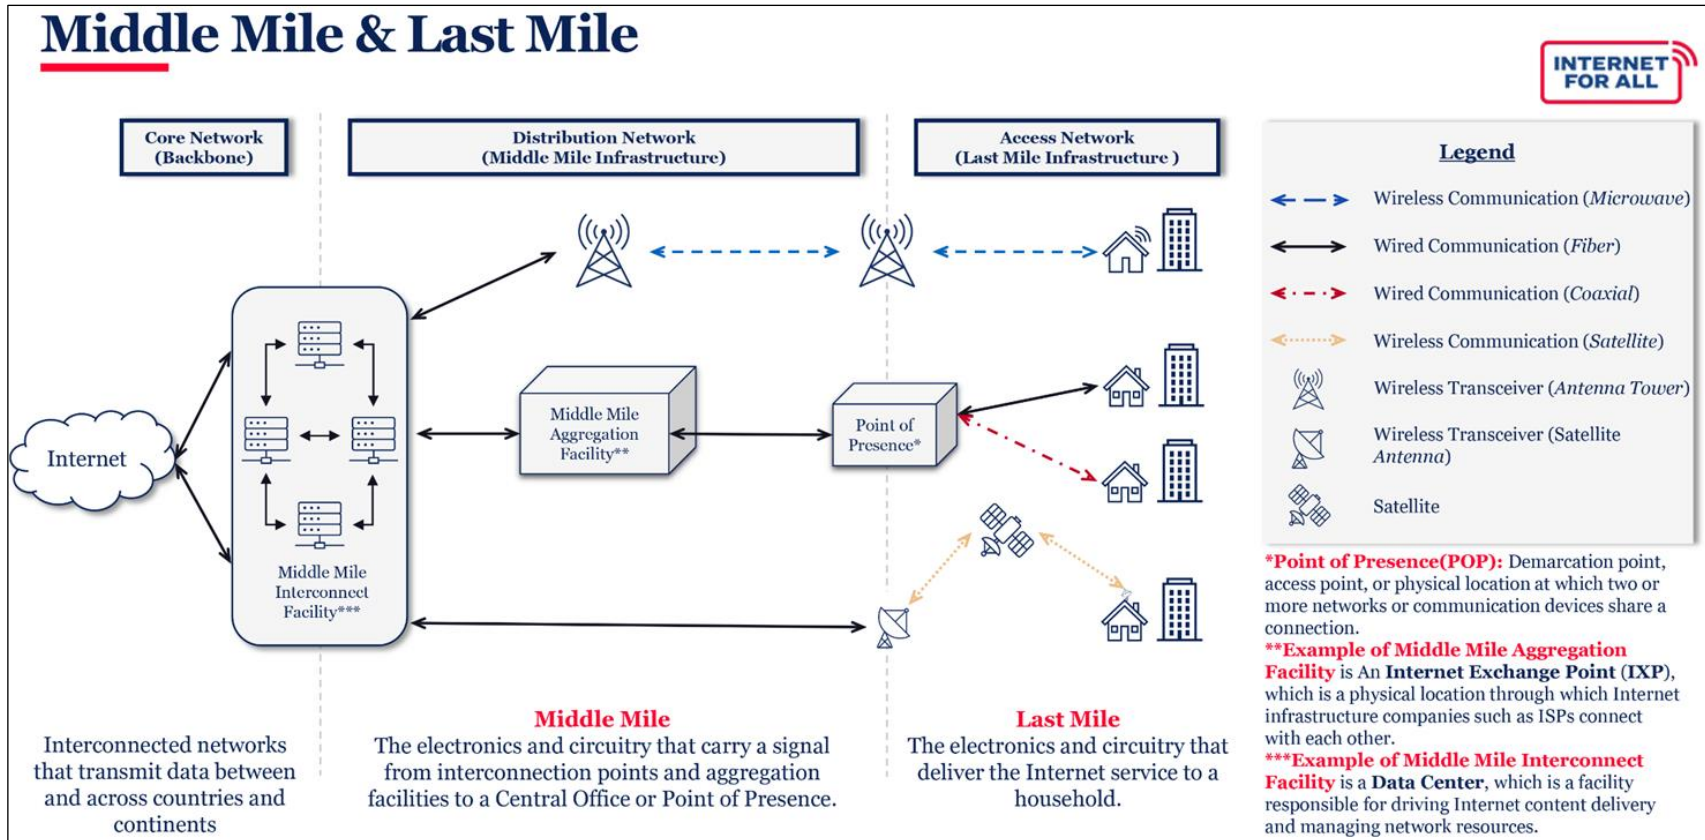 Middle Mile & Last Mile
INTERNET
FOR ALL
Core Network
(Backbone)
Distribution Network
(Middle Mile Infrastructure)
Access Network
(Last Mile Infrastructure )
Internet
Middle Mile
Interconnect
Facility***
Middle Mile
Aggregation
Facility**
Point of
Presence*
Interconnected networks
that transmit data between
and across countries and
continents
Middle Mile
The electronics and circuitry that carry a signal
from interconnection points and aggregation
facilities to a Central Office or Point of Presence.
Last Mile
The electronics and circuitry that
deliver the Internet service to a
household.
Legend
Wireless Communication (Microwave)
Wired Communication (Fiber)
Wired Communication (Coaxial)
Wireless Communication (Satellite)
Wireless Transceiver (Antenna Tower)
Wireless Transceiver (Satellite
Antenna)
Satellite
*Point of Presence(POP): Demarcation point,
access point, or physical location at which two or
more networks or communication devices share a
connection.
**Example of Middle Mile Aggregation
Facility is An Internet Exchange Point (IXP),
which is a physical location through which Internet
infrastructure companies such as ISPs connect
with each other.
***Example of Middle Mile Interconnect
Facility is a Data Center, which is a facility
responsible for driving Internet content delivery
and managing network resources.